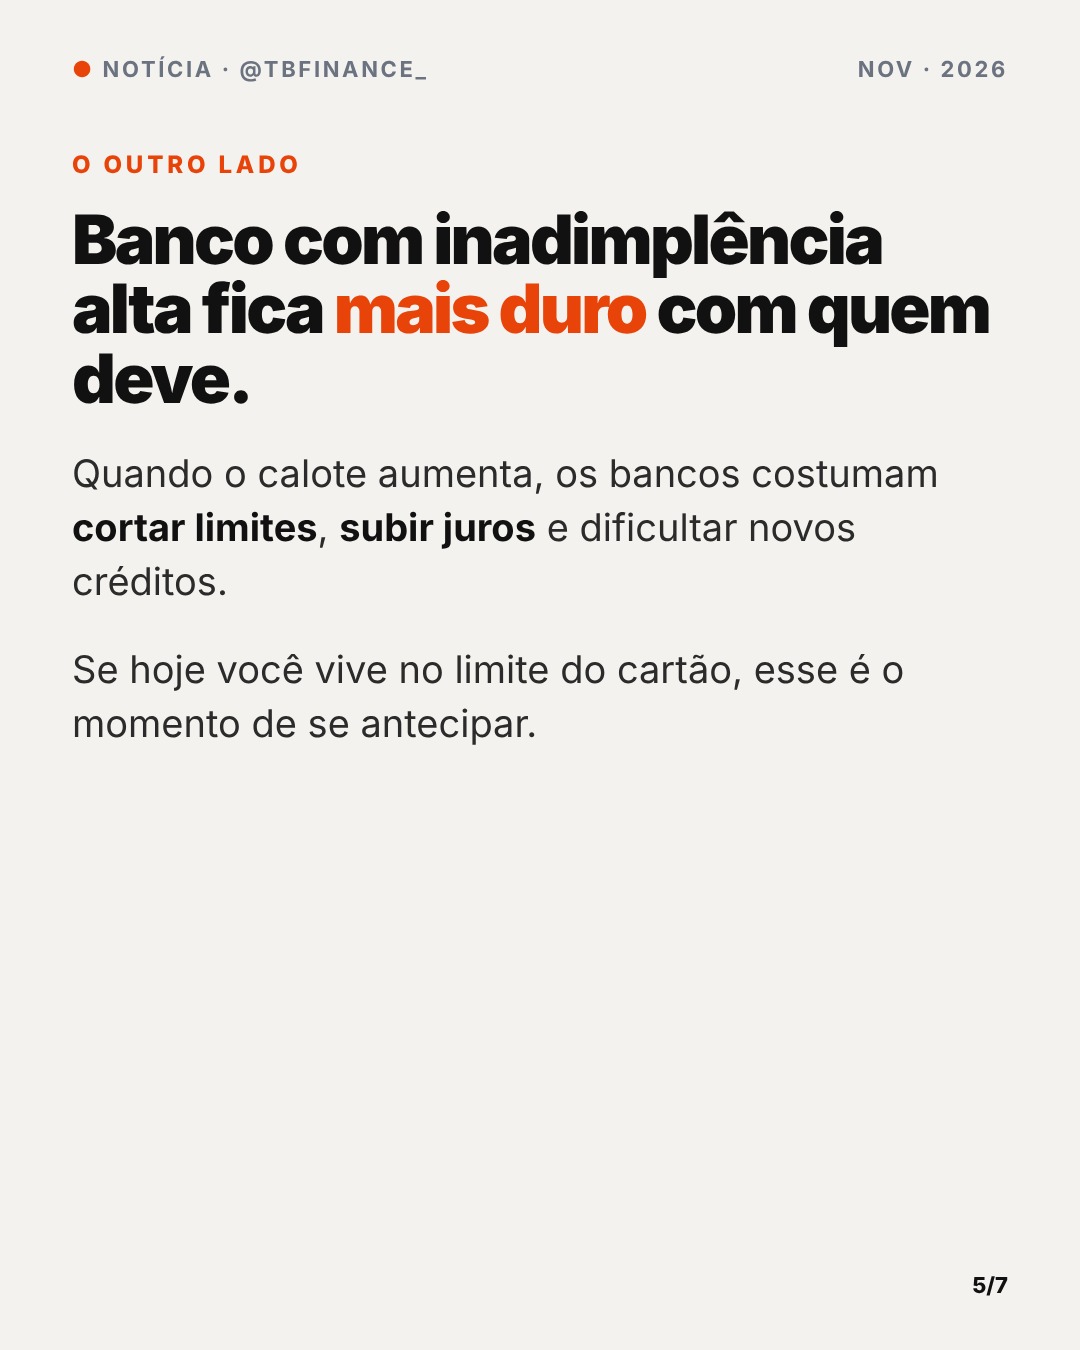 NOTÍCIA · @TBFINANCE_
NOV · 2026
O OUTRO LADO
Banco com inadimplência
alta fica mais duro com quem
deve.
Quando o calote aumenta, os bancos costumam
cortar limites, subir juros e dificultar novos
créditos.
Se hoje você vive no limite do cartão, esse é o
momento de se antecipar.
5/7